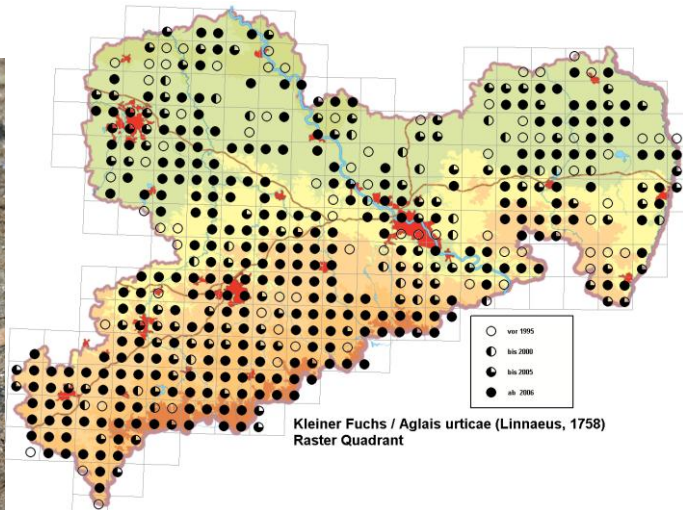 vor 1995
bis 2000
bis 2005
ab 2006
Kleiner Fuchs / Aglais urticae (Linnaeus, 1758)
Raster Quadrant